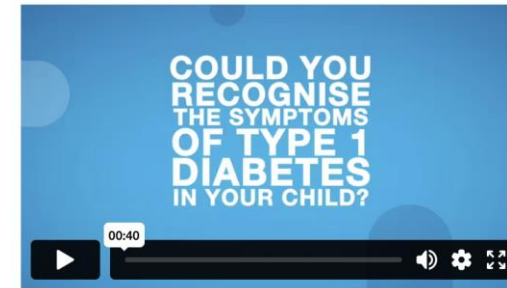 COULD YOU
RECOGNISE
THE SYMPTOMS
OF TYPE 1
DIABETES
IN YOUR CHILD?
00:40